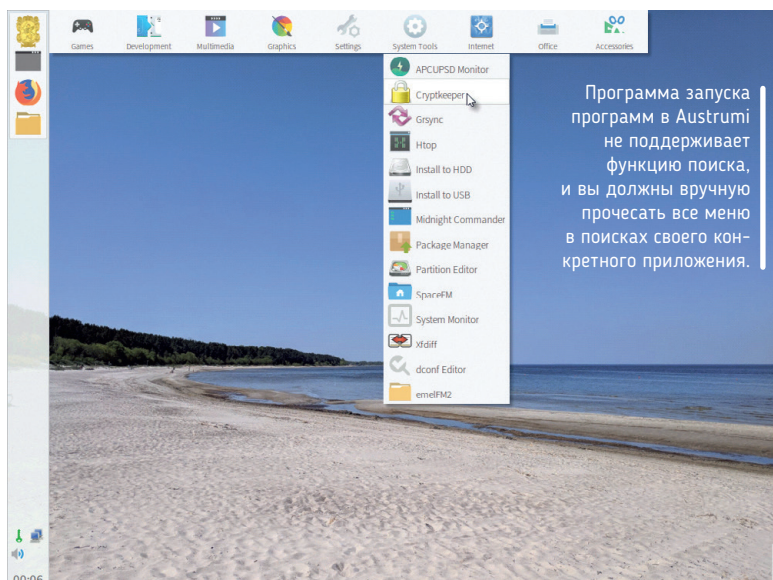 Games
Development
Multimedia
Graphics
Settings
System Tools
Internet
Office
Accessories
APCUPSD Monitor
Cryptkeeper
Grsync
Htop
Install to HDD
Install to USB
Midnight Commander
Package Manager
Partition Editor
SpaceFM
System Monitor
Xfdiff
dconf Editor
emelFM2
Программа запуска
программ в Austrumi
не поддерживает
функцию поиска,
и вы должны вручную
прочесать все меню
в поисках своего кон-
кретного приложения.
00:06